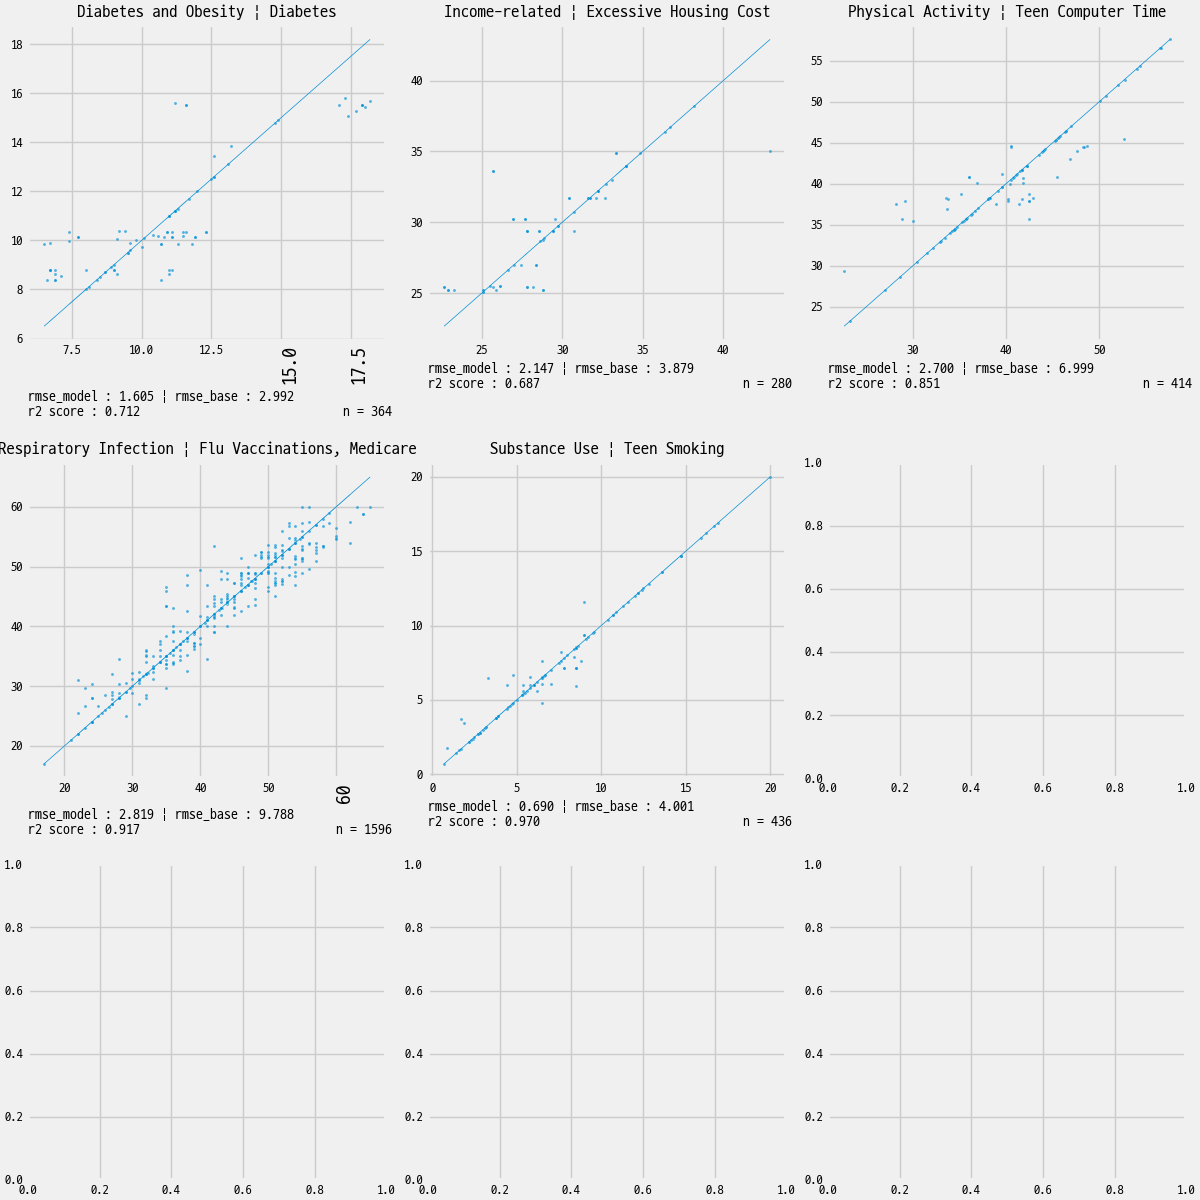 Diabetes and Obesity ¦ Diabetes
18
16
14
12
10
8
6
7.5 10.0 12.5 15.0 17.5
rmse_model : 1.605 ¦ rmse_base : 2.992
r2 score : 0.712 n = 364
Income-related ¦ Excessive Housing Cost
40
35
30
25
25 30 35 40
rmse_model : 2.147 ¦ rmse_base : 3.879
r2 score : 0.687 n = 280
Physical Activity ¦ Teen Computer Time
55
50
45
40
35
30
25
30 40 50
rmse_model : 2.700 ¦ rmse_base : 6.999
r2 score : 0.851 n = 414
Respiratory Infection ¦ Flu Vaccinations, Medicare
60
50
40
30
20
20 30 40 50 60
rmse_model : 2.819 ¦ rmse_base : 9.788
r2 score : 0.917 n = 1596
Substance Use ¦ Teen Smoking
20
15
10
5
0
0 5 10 15 20
rmse_model : 0.690 ¦ rmse_base : 4.001
r2 score : 0.970 n = 436
1.0
0.8
0.6
0.4
0.2
0.0
0.0 0.2 0.4 0.6 0.8 1.0
1.0
0.8
0.6
0.4
0.2
0.0
0.0 0.2 0.4 0.6 0.8 1.0
1.0
0.8
0.6
0.4
0.2
0.0
0.0 0.2 0.4 0.6 0.8 1.0
1.0
0.8
0.6
0.4
0.2
0.0
0.0 0.2 0.4 0.6 0.8 1.0